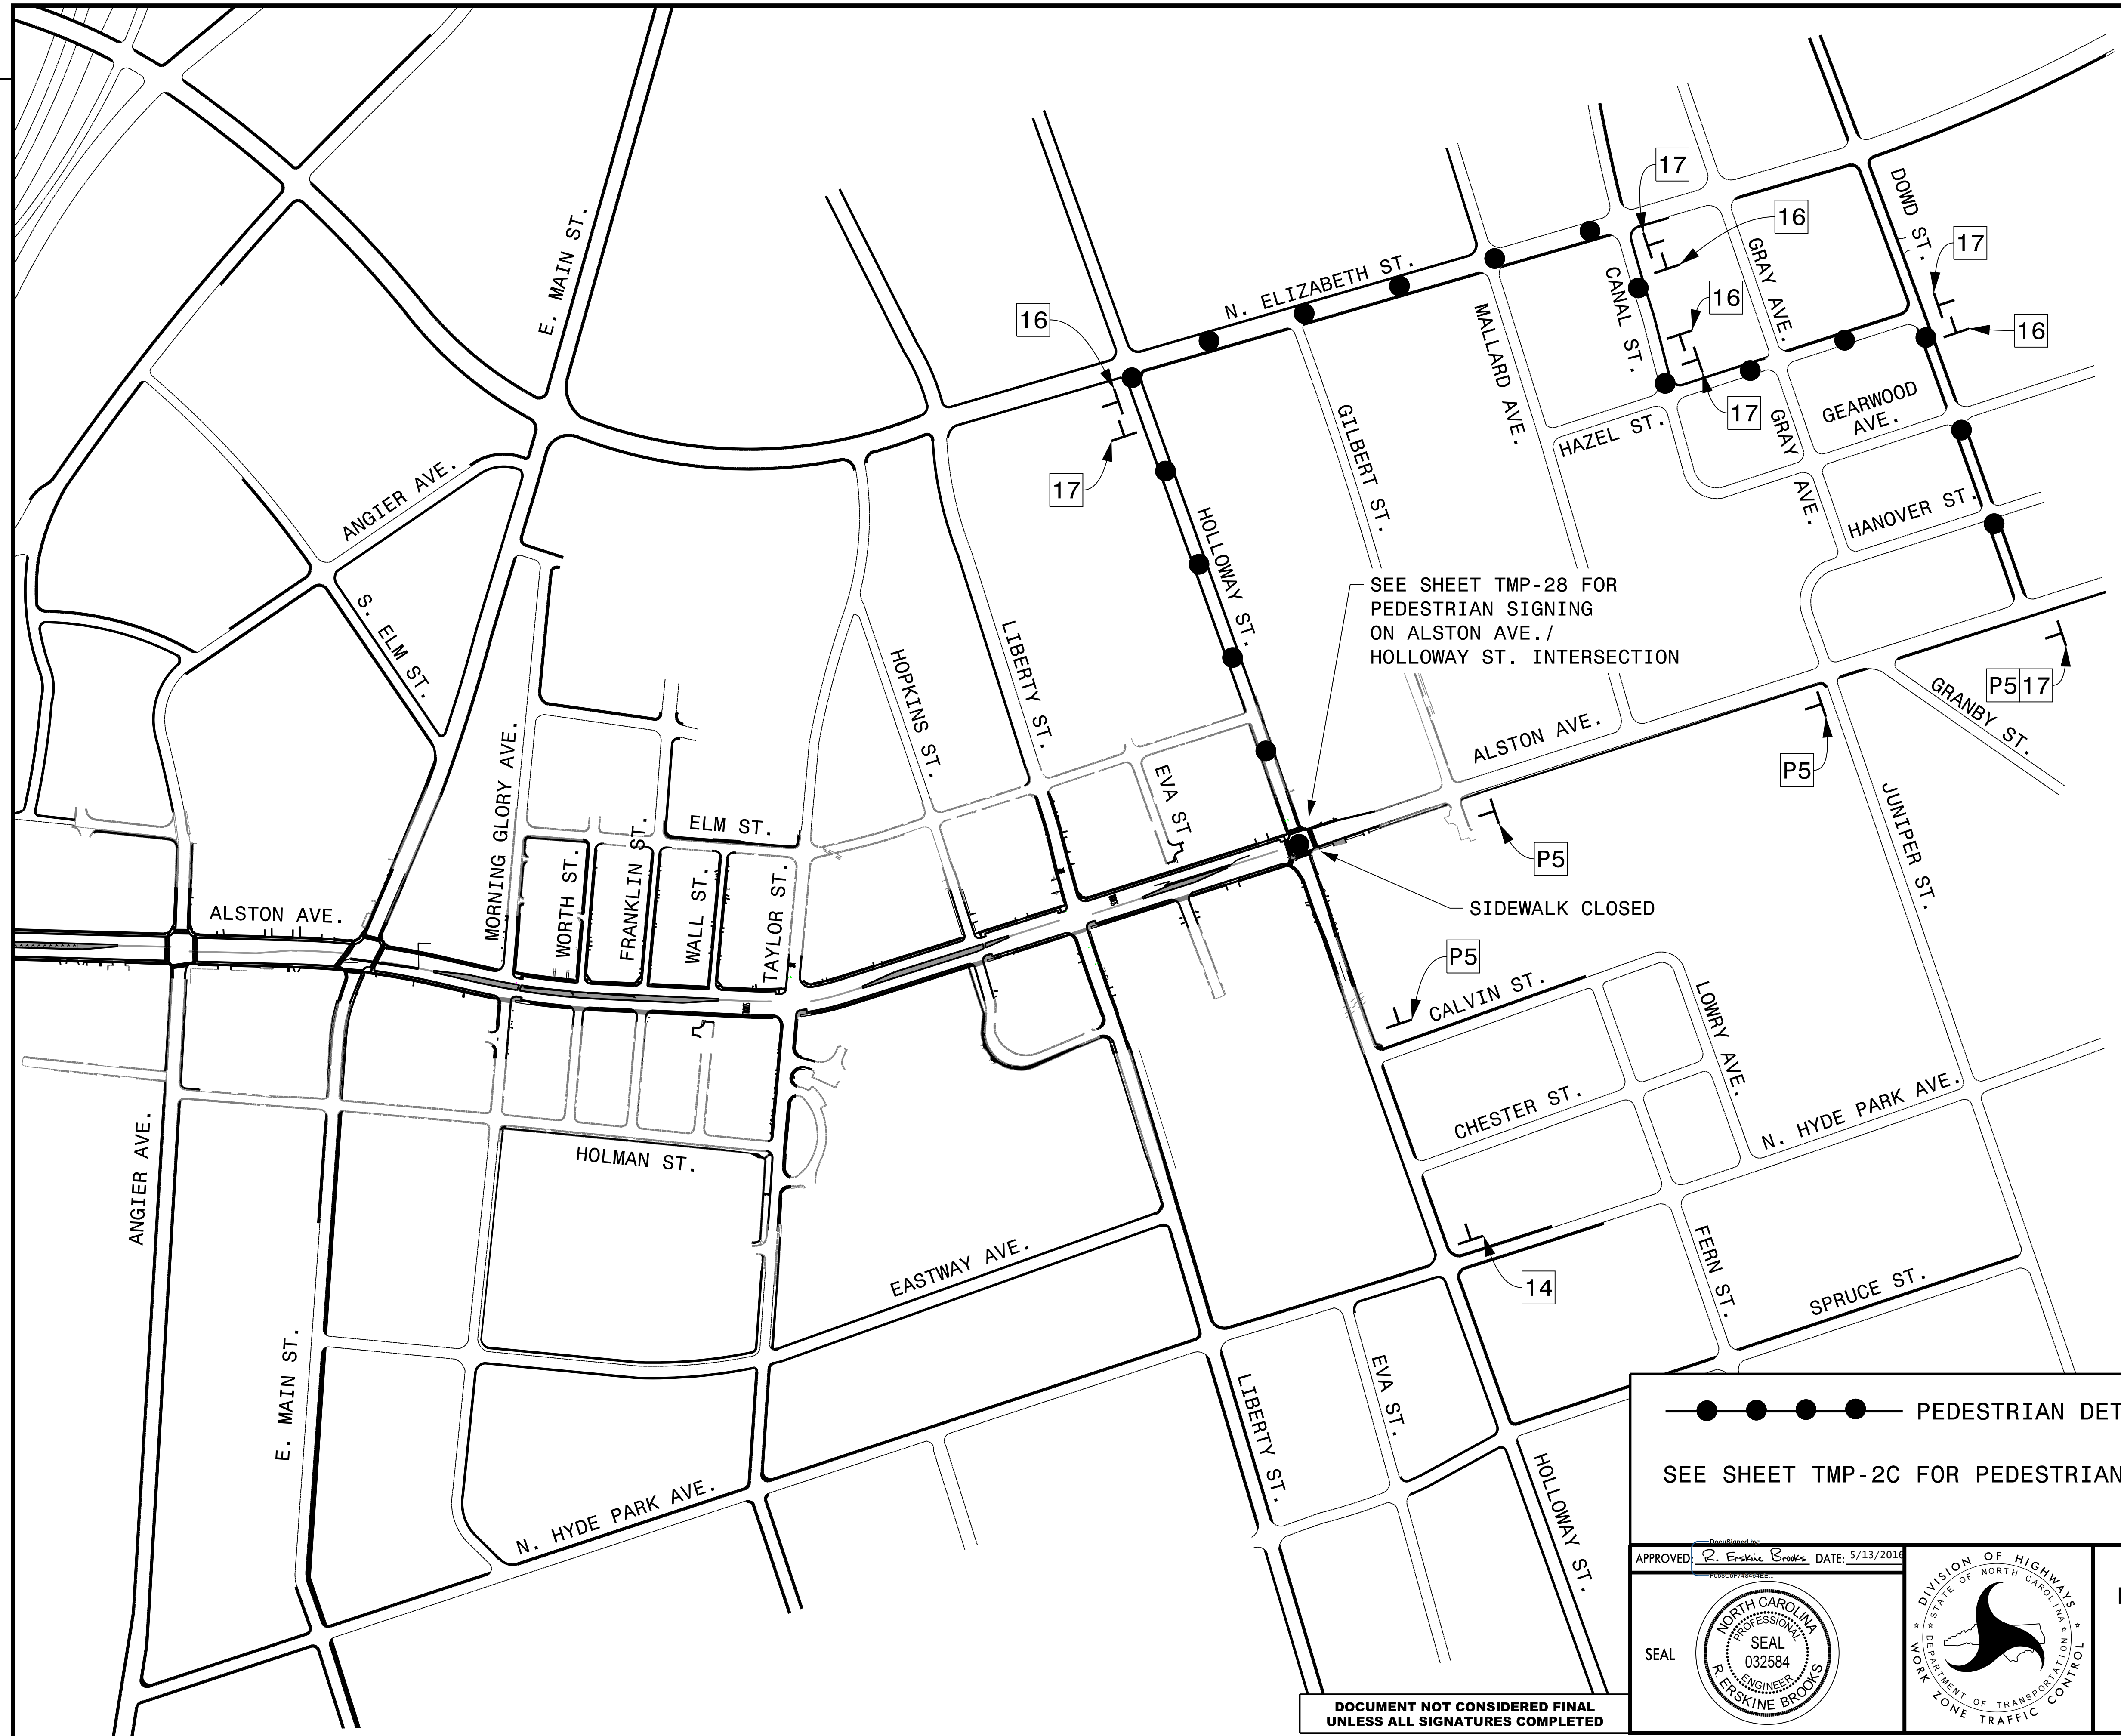 DOWD ST.
17
16
17
16
E. MAIN ST.
GRAY AVE.
CANAL ST.
N. ELIZABETH ST.
16
16
MALLARD AVE.
17
GEARWOOD
AVE.
GRAY
AVE.
HAZEL ST.
GILBERT ST.
ANGIER AVE.
17
HANOVER ST.
HOLLOWAY ST.
SEE SHEET TMP-28 FOR
PEDESTRIAN SIGNING
ON ALSTON AVE./
HOLLOWAY ST. INTERSECTION
S. ELM ST.
LIBERTY ST.
HOPKINS ST.
P5 17
GRANBY ST.
MORNING GLORY AVE.
ALSTON AVE.
P5
EVA ST
JUNIPER ST.
ELM ST.
P5
WORTH ST.
FRANKLIN ST.
WALL ST.
TAYLOR ST.
SIDEWALK CLOSED
ALSTON AVE.
P5
CALVIN ST.
LOWRY AVE.
CHESTER ST.
N. HYDE PARK AVE.
ANGIER AVE.
HOLMAN ST.
EASTWAY AVE.
FERN ST.
14
SPRUCE ST.
E. MAIN ST.
LIBERTY ST.
EVA ST.
HOLLOWAY ST.
N. HYDE PARK AVE.
PEDESTRIAN DET
SEE SHEET TMP-2C FOR PEDESTRIAN
DocuSigned by:
APPROVED: R. Erskine Brooks DATE: 5/13/2016
SEAL
NORTH CAROLINA
PROFESSIONAL
SEAL
032584
ENGINEER
R. ERSKINE BROOKS
DIVISION OF HIGHWAYS
STATE OF NORTH CAROLINA
DEPARTMENT OF TRANSPORTATION
WORK ZONE TRAFFIC CONTROL
DOCUMENT NOT CONSIDERED FINAL
UNLESS ALL SIGNATURES COMPLETED